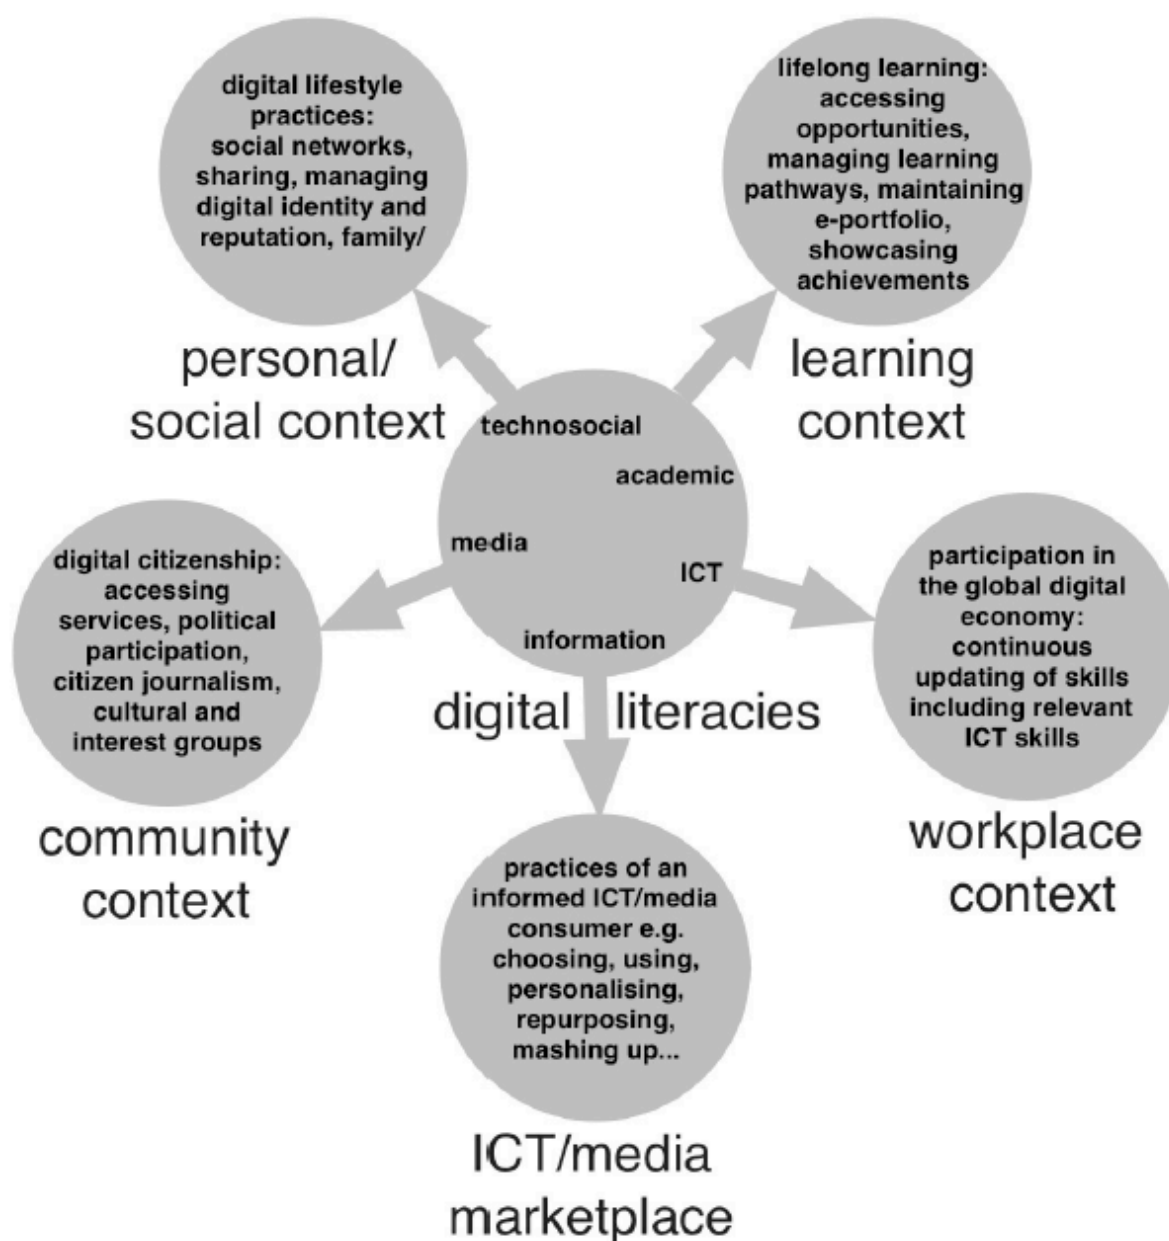 digital lifestyle
practices:
social networks,
sharing, managing
digital identity and
reputation, family/
personal/
social context
lifelong learning:
accessing
opportunities,
managing learning
pathways, maintaining
e-portfolio,
showcasing
achievements
learning
context
technosocial
academic
media
ICT
information
digital literacies
digital citizenship:
accessing
services, political
participation,
citizen journalism,
cultural and
interest groups
community
context
participation in
the global digital
economy:
continuous
updating of skills
including relevant
ICT skills
workplace
context
practices of an
informed ICT/media
consumer e.g.
choosing, using,
personalising,
repurposing,
mashing up...
ICT/media
marketplace